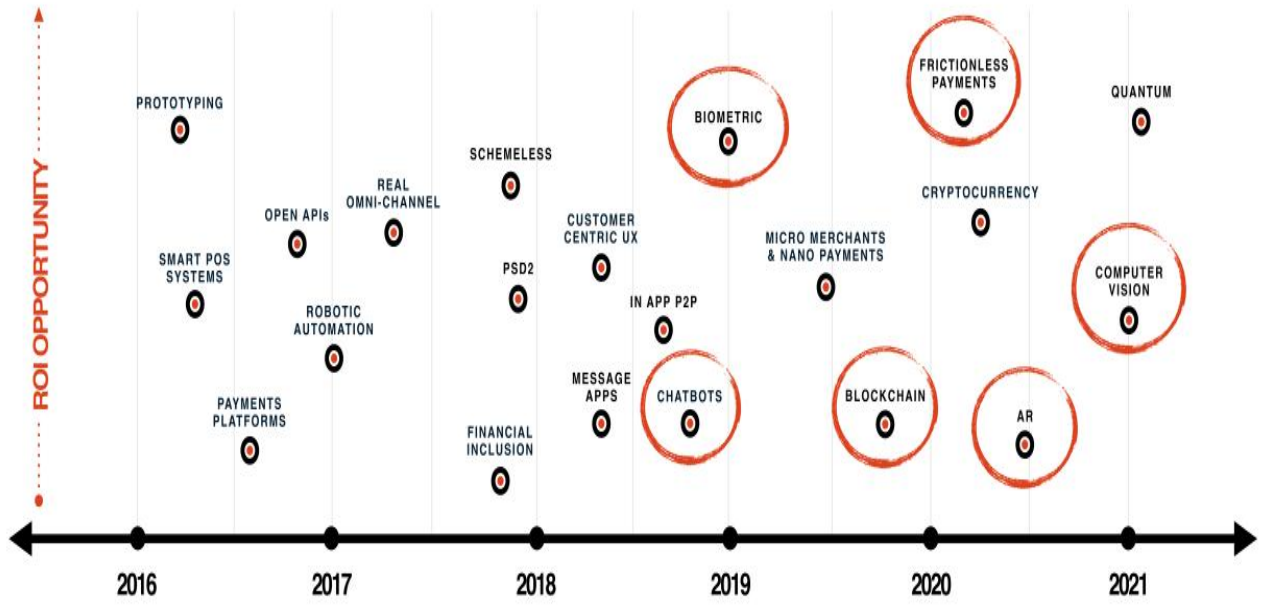 ROI OPPORTUNITY
PROTOTYPING
SMART POS
SYSTEMS
OPEN APIs
PAYMENTS
PLATFORMS
ROBOTIC
AUTOMATION
REAL
OMNI-CHANNEL
SCHEMELESS
PSD2
FINANCIAL
INCLUSION
CUSTOMER
CENTRIC UX
MESSAGE
APPS
IN APP P2P
CHATBOTS
BIOMETRIC
MICRO MERCHANTS
& NANO PAYMENTS
BLOCKCHAIN
FRICTIONLESS
PAYMENTS
CRYPTOCURRENCY
AR
QUANTUM
COMPUTER
VISION
2016
2017
2018
2019
2020
2021